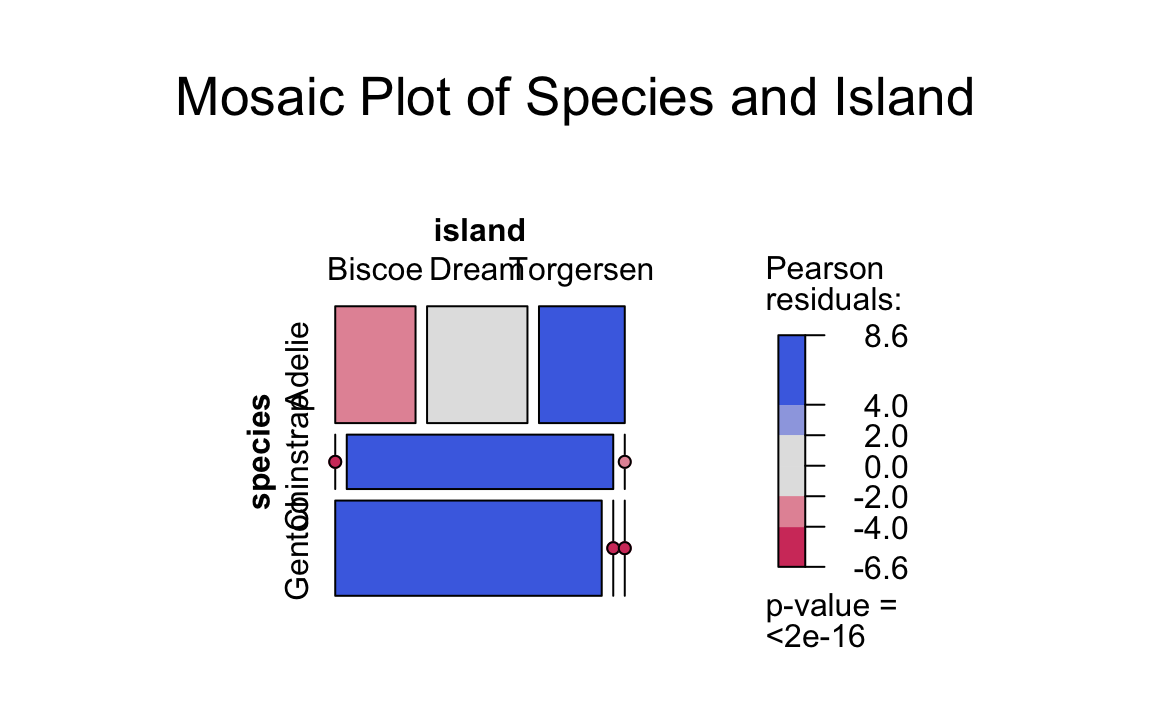 Mosaic Plot of Species and Island
island
Biscoe Dream Torgersen
species
Adelie
Chinstrap
Gentoo
Pearson
residuals:
8.6
4.0
2.0
0.0
-2.0
-4.0
-6.6
p-value =
<2e-16